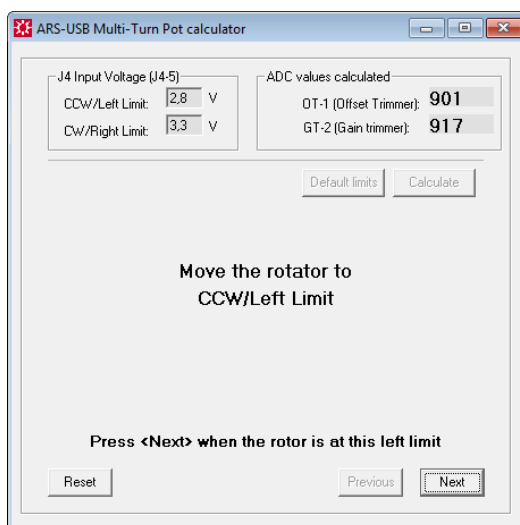 ARS-USB Multi-Turn Pot calculator
J4 Input Voltage (J4-5)
CCW/Left Limit: 2,8 V
CW/Right Limit: 3,3 V
ADC values calculated
OT-1 (Offset Trimmer): 901
GT-2 (Gain trimmer): 917
Default limits Calculate
Move the rotator to
CCW/Left Limit
Press <Next> when the rotor is at this left limit
Reset Previous Next